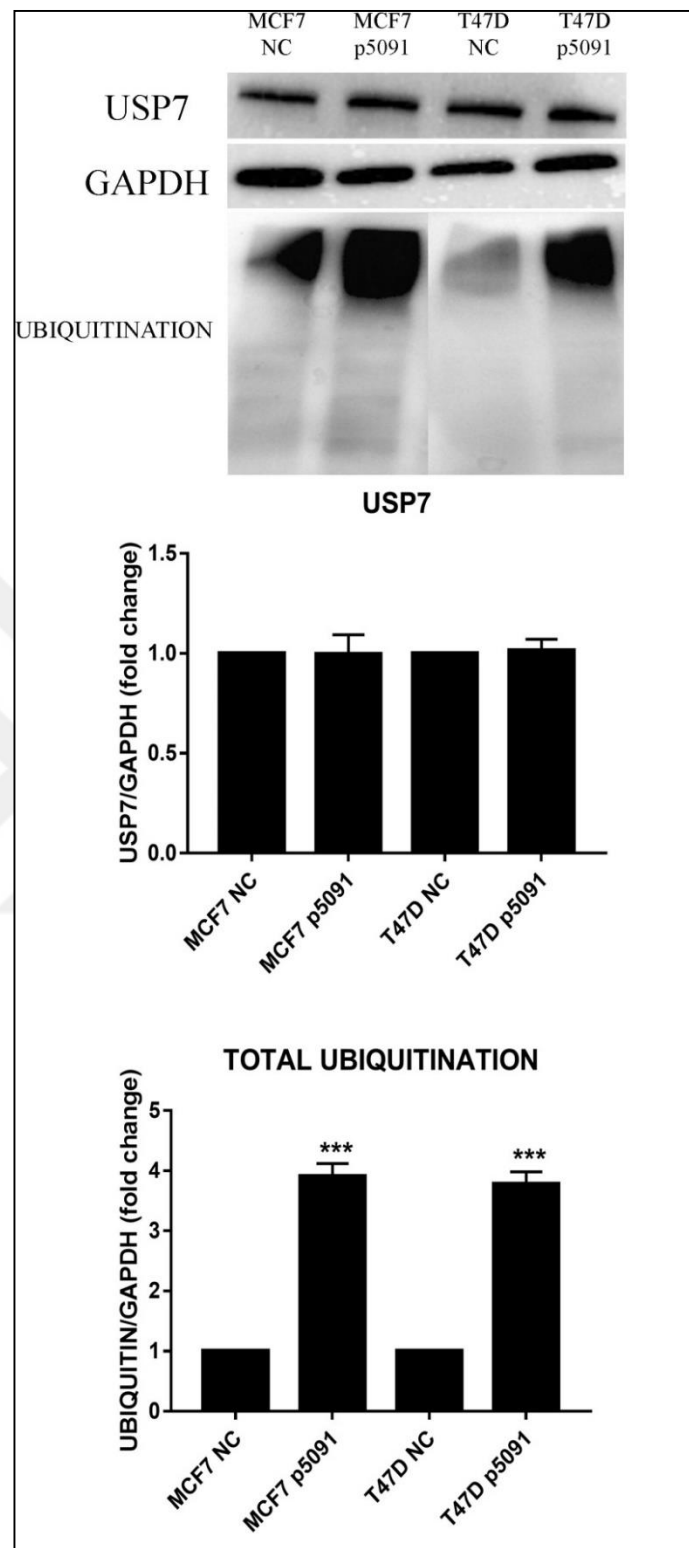 MCF7 MCF7 T47D T47D
NC p5091 NC p5091
USP7
GAPDH
UBIQUITINATION
USP7
USP7/GAPDH (fold change)
1.5
1.0
0.5
0.0
MCF7 NC
MCF7 p5091
T47D NC
T47D p5091
TOTAL UBIQUITINATION
UBIQUITIN/GAPDH (fold change)
5
4
3
2
1
0
***
***
MCF7 NC
MCF7 p5091
T47D NC
T47D p5091